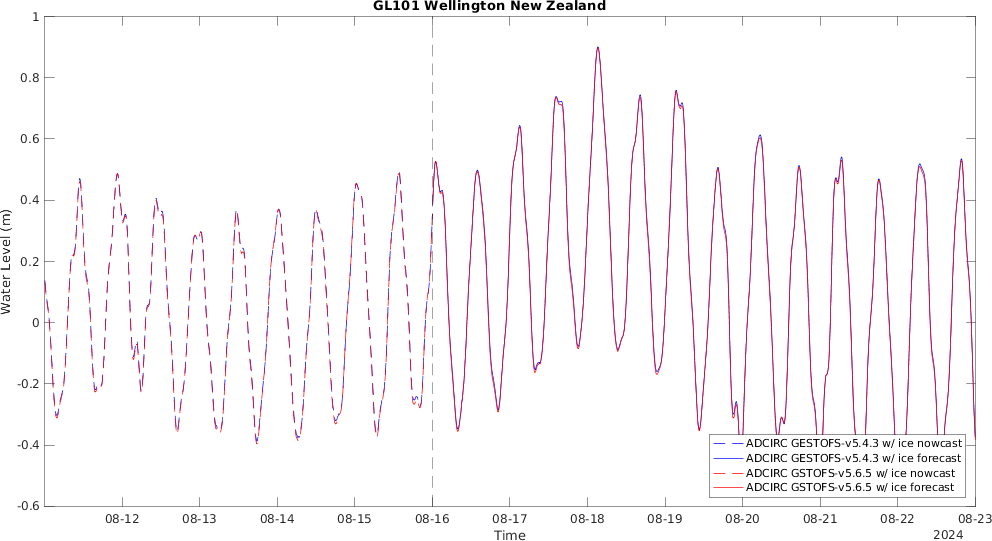 GL101 Wellington New Zealand
1
0.8
0.6
0.4
0.2
0
-0.2
-0.4
-0.6
Water Level (m)
ADCIRC GESTOFS-v5.4.3 w/ ice nowcast
ADCIRC GESTOFS-v5.4.3 w/ ice forecast
ADCIRC GSTOFS-v5.6.5 w/ ice nowcast
ADCIRC GSTOFS-v5.6.5 w/ ice forecast
08-12 08-13 08-14 08-15 08-16 08-17 08-18 08-19 08-20 08-21 08-22 08-23
Time
2024